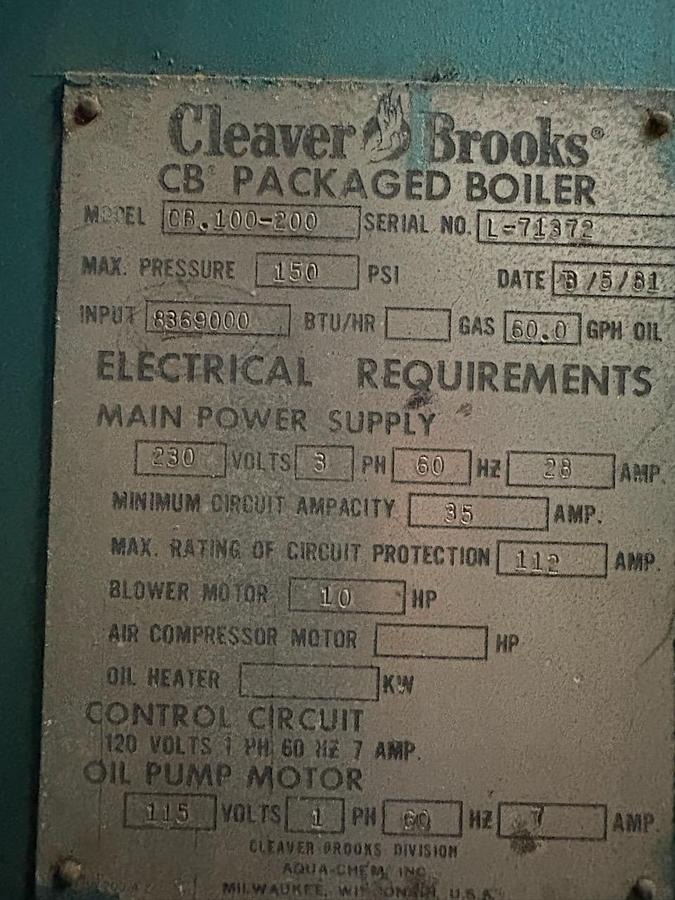 Cleaver Brooks®
CB® PACKAGED BOILER
MODEL CB.100-200 SERIAL NO. L-71372
MAX. PRESSURE 150 PSI DATE /5/81
INPUT 8369000 BTU/HR GAS 60.0 GPH OIL
ELECTRICAL REQUIREMENTS
MAIN POWER SUPPLY
230 VOLTS 3 PH 60 HZ 28 AMP.
MINIMUM CIRCUIT AMPACITY 35 AMP.
MAX. RATING OF CIRCUIT PROTECTION 112 AMP.
BLOWER MOTOR 10 HP
AIR COMPRESSOR MOTOR HP
OIL HEATER KW
CONTROL CIRCUIT
120 VOLTS 1 PH 60 HZ 7 AMP.
OIL PUMP MOTOR
115 VOLTS 1 PH 60 HZ 7 AMP.
CLEAVER BROOKS DIVISION
AQUA-CHEM, INC.
MILWAUKEE, WISCONSIN, U.S.A.